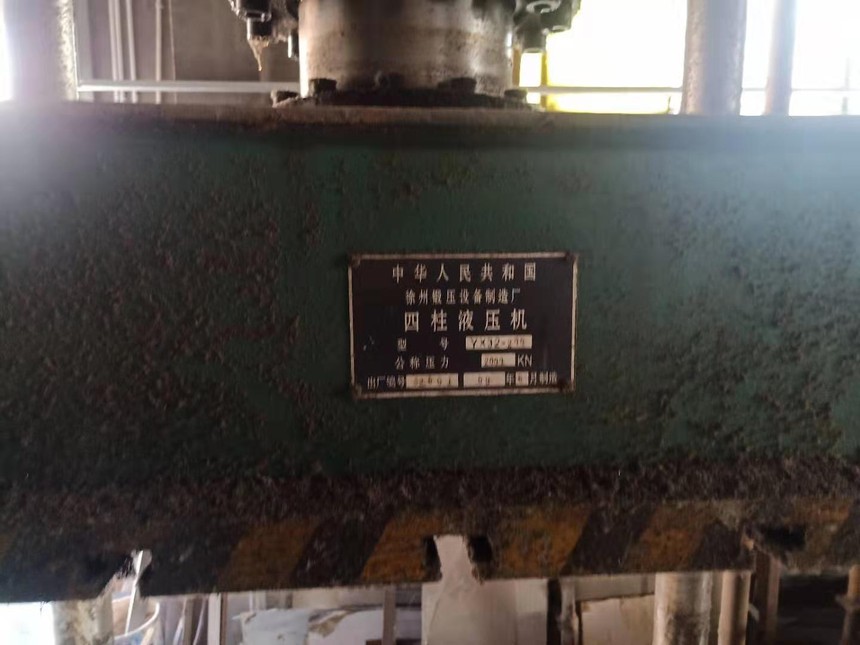 中华人民共和国
徐州锻压设备制造厂
四柱液压机
型 号
公称压力 KN
出厂编号 年 月制造